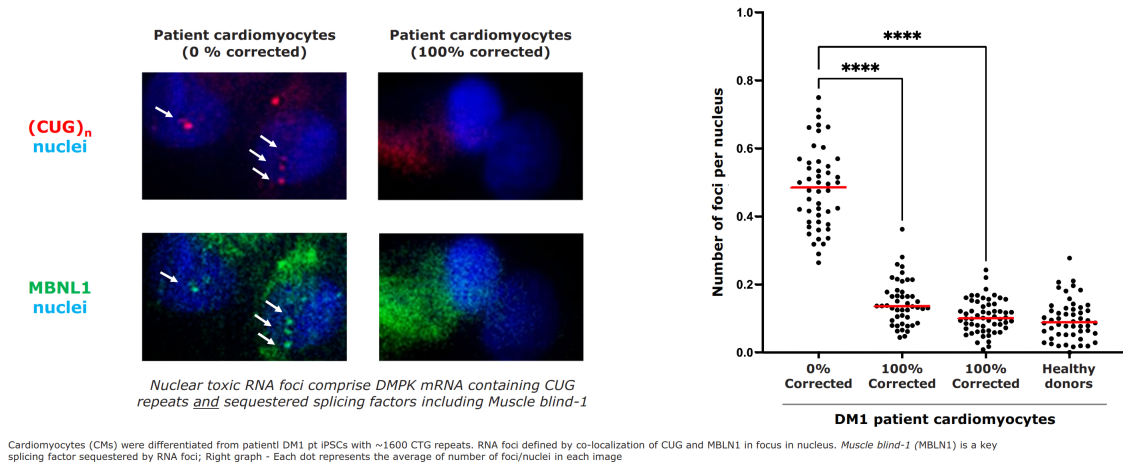 Patient cardiomyocytes
(0 % corrected)
Patient cardiomyocytes
(100% corrected)
(CUG)n
nuclei
MBNL1
nuclei
Nuclear toxic RNA foci comprise DMPK mRNA containing CUG
repeats and sequestered splicing factors including Muscle blind-1
Number of foci per nucleus
1.0
0.8
0.6
0.4
0.2
0.0
****
****
0%
Corrected
100%
Corrected
100%
Corrected
Healthy
donors
DM1 patient cardiomyocytes
Cardiomyocytes (CMs) were differentiated from patientl DM1 pt iPSCs with ~1600 CTG repeats. RNA foci defined by co-localization of CUG and MBLN1 in focus in nucleus. Muscle blind-1 (MBLN1) is a key
splicing factor sequestered by RNA foci; Right graph - Each dot represents the average of number of foci/nuclei in each image